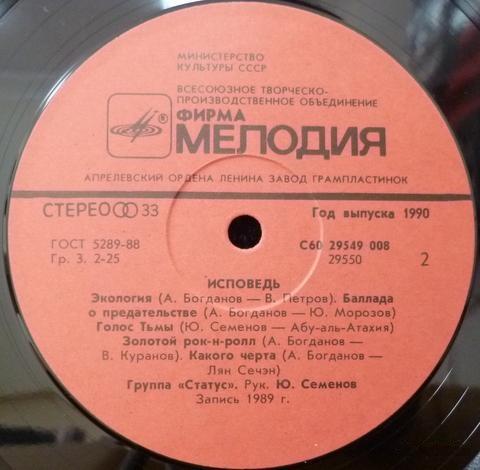 МИНИСТЕРСТВО
КУЛЬТУРЫ СССР
ВСЕСОЮЗНОЕ ТВОРЧЕСКО-
ПРОИЗВОДСТВЕННОЕ ОБЪЕДИНЕНИЕ
® ФИРМА
МЕЛОДИЯ
АПРЕЛЕВСКИЙ ОРДЕНА ЛЕНИНА ЗАВОД ГРАМПЛАСТИНОК
СТЕРЕО 33 Год выпуска 1990
ГОСТ 5289-88 С60 29549 008
Гр. 3. 2-25 29550 2
ИСПОВЕДЬ
Экология (А. Богданов — В. Петров). Баллада
о предательстве (А. Богданов — Ю. Морозов)
Голос Тьмы (Ю. Семенов — Абу-аль-Атахия)
Золотой рок-н-ролл (А. Богданов —
В. Куранов). Какого черта (А. Богданов —
Лян Сечэн)
Группа «Статус». Рук. Ю. Семенов
Запись 1989 г.